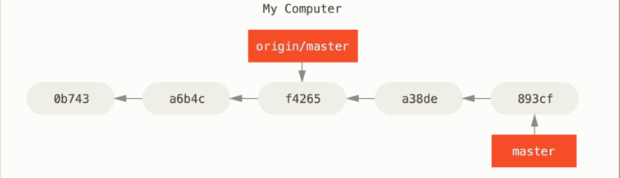 My Computer
origin/master
0b743 a6b4c f4265 a38de 893cf
master